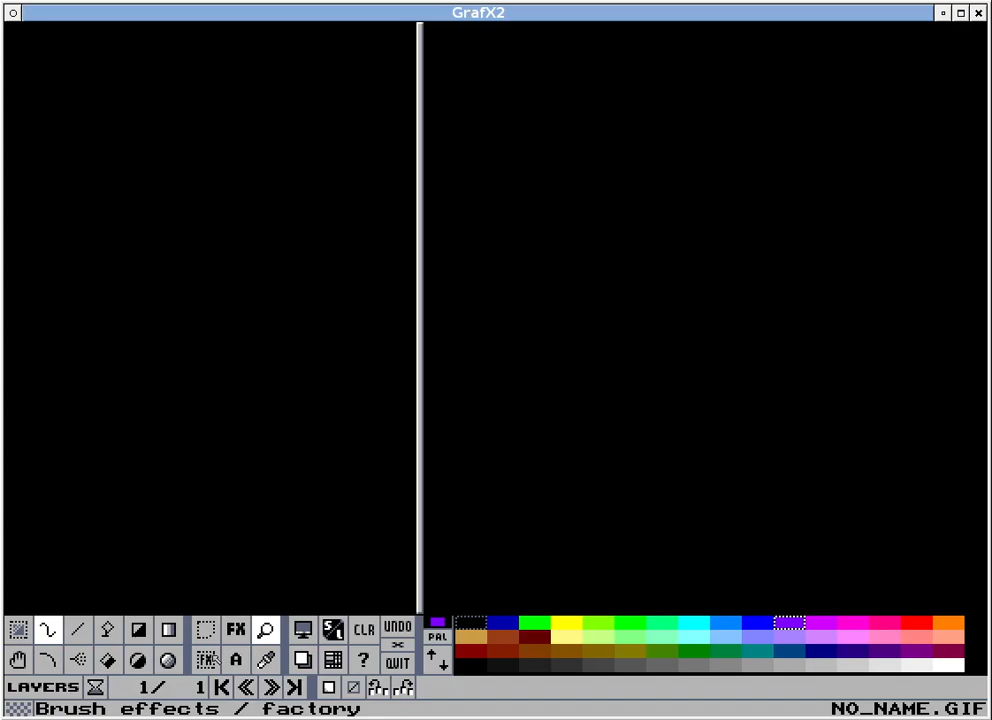 GrafX2
FX
CLR
UNDO
PAL
A
?
QUIT
LAYERS
1/ 1
Brush effects / factory
NO_NAME.GIF